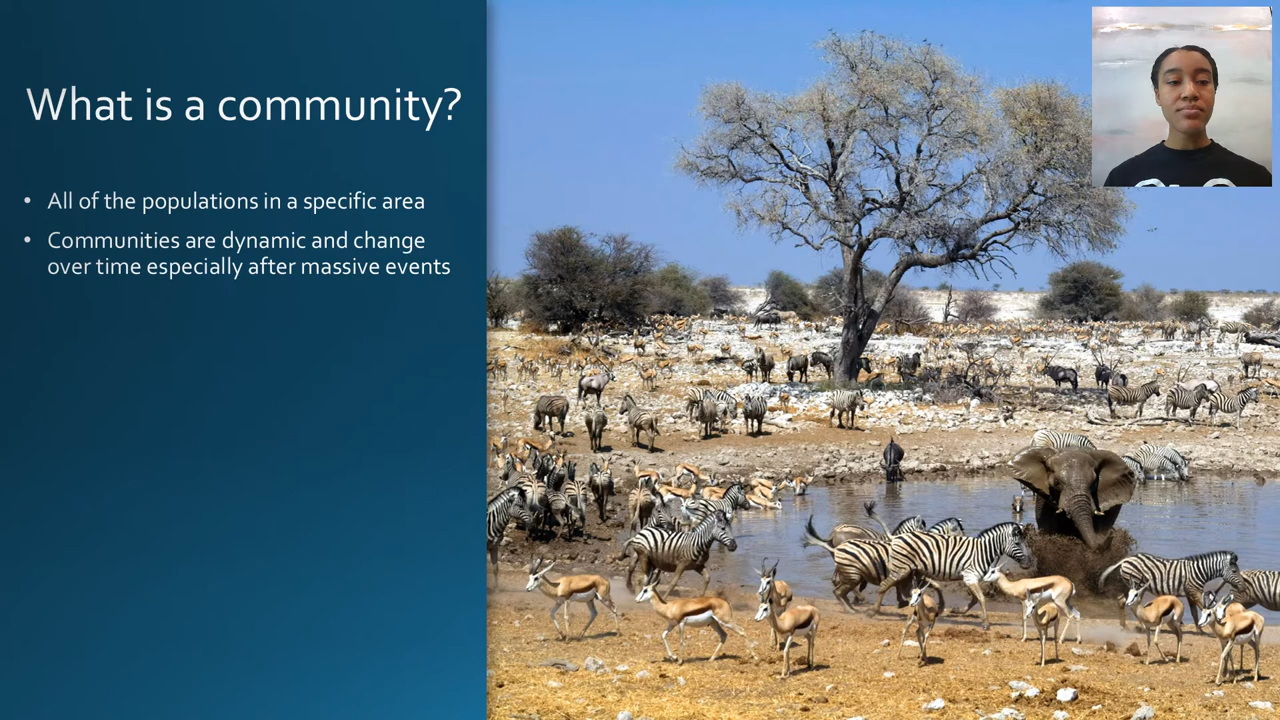 What is a community?
• All of the populations in a specific area
• Communities are dynamic and change
over time especially after massive events